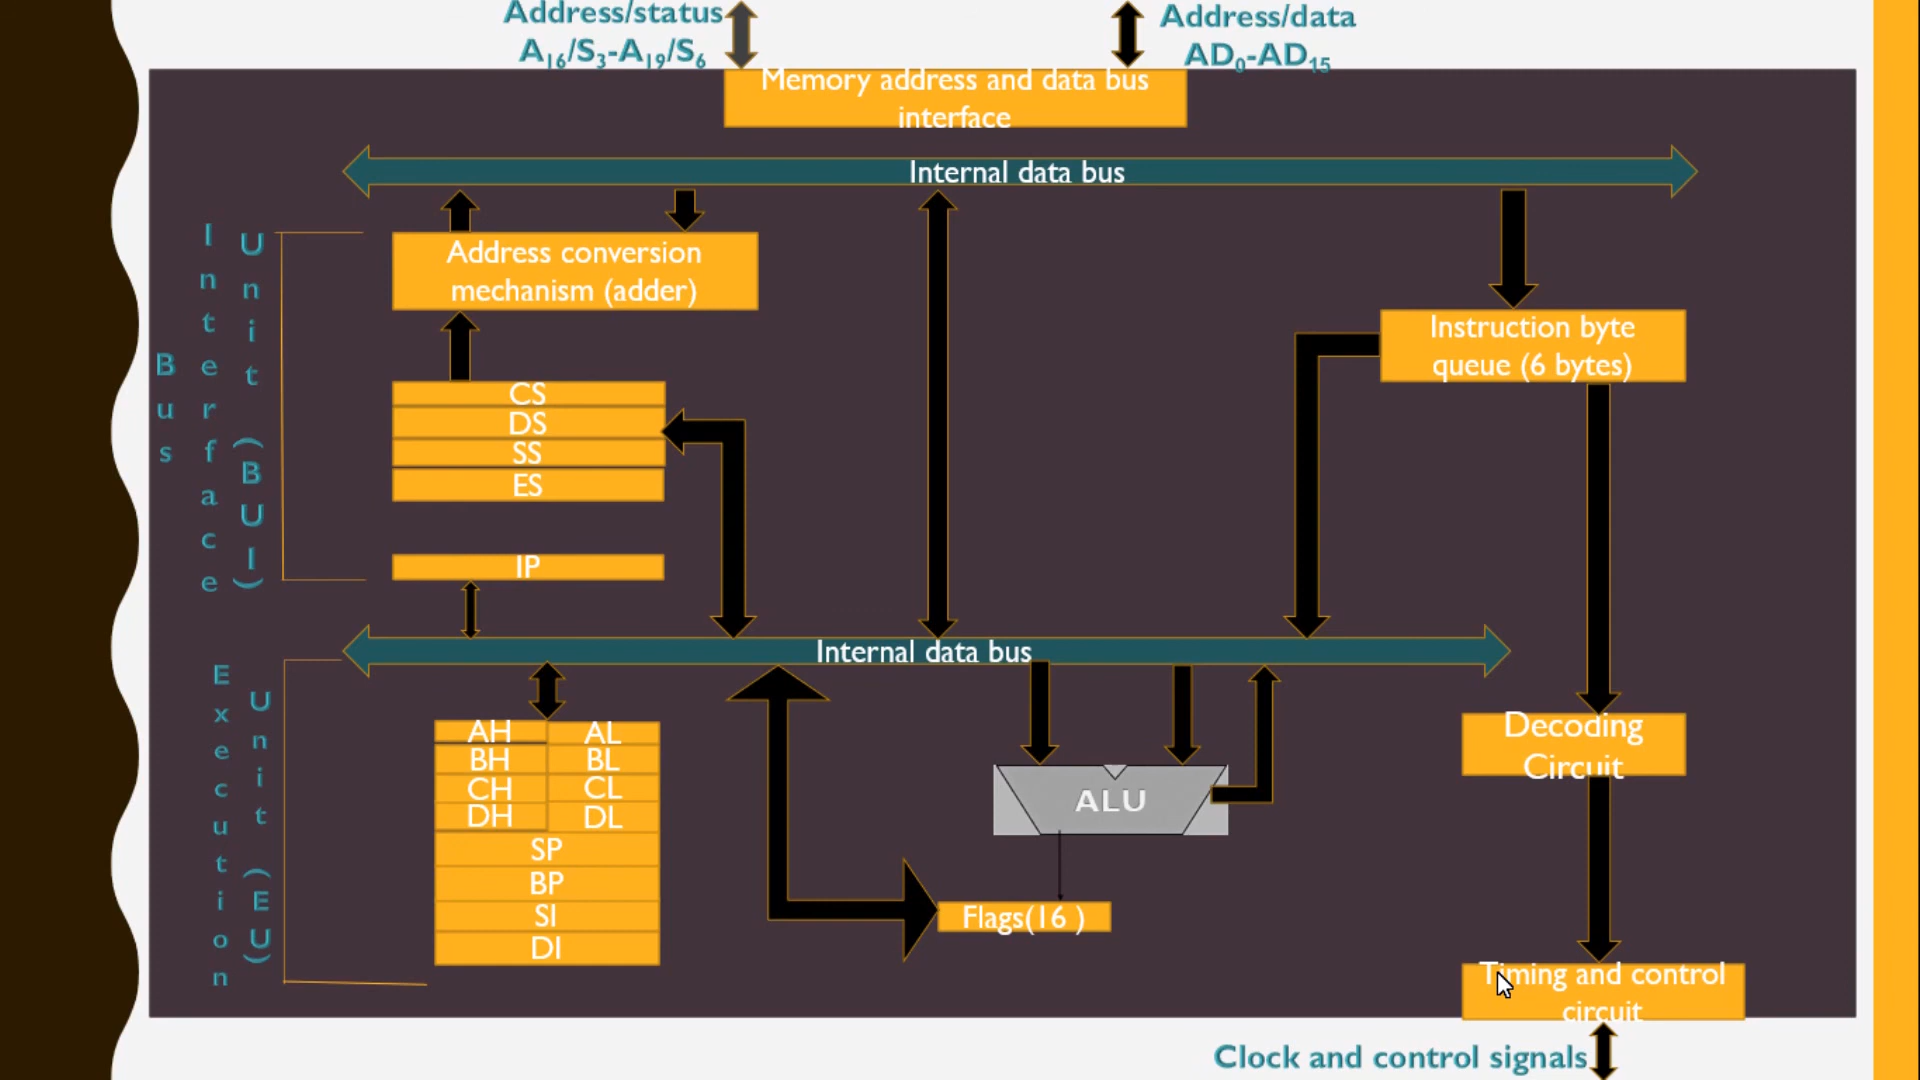 Address/status
A16/S3-A19/S6
Address/data
AD0-AD15
Memory address and data bus
interface
Internal data bus
Bus
Interface
Unit (BUI)
Address conversion
mechanism (adder)
Instruction byte
queue (6 bytes)
CS
DS
SS
ES
IP
Internal data bus
Execution
Unit (EU)
AH AL
BH BL
CH CL
DH DL
SP
BP
SI
DI
ALU
Flags(16 )
Decoding
Circuit
Timing and control
circuit
Clock and control signals